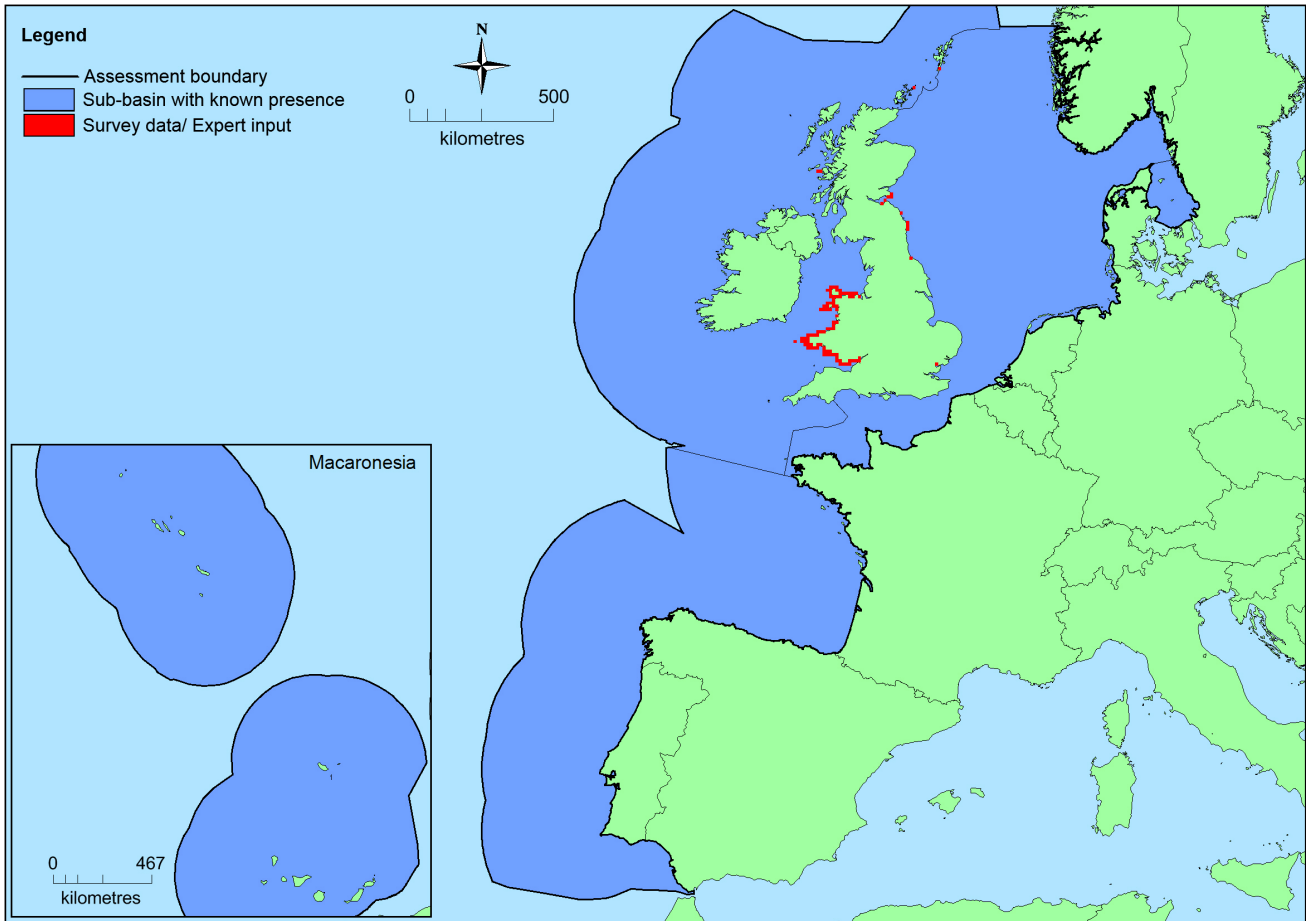 Legend
Assessment boundary
Sub-basin with known presence
Survey data/ Expert input
N
0 500
kilometres
Macaronesia
0 467
kilometres